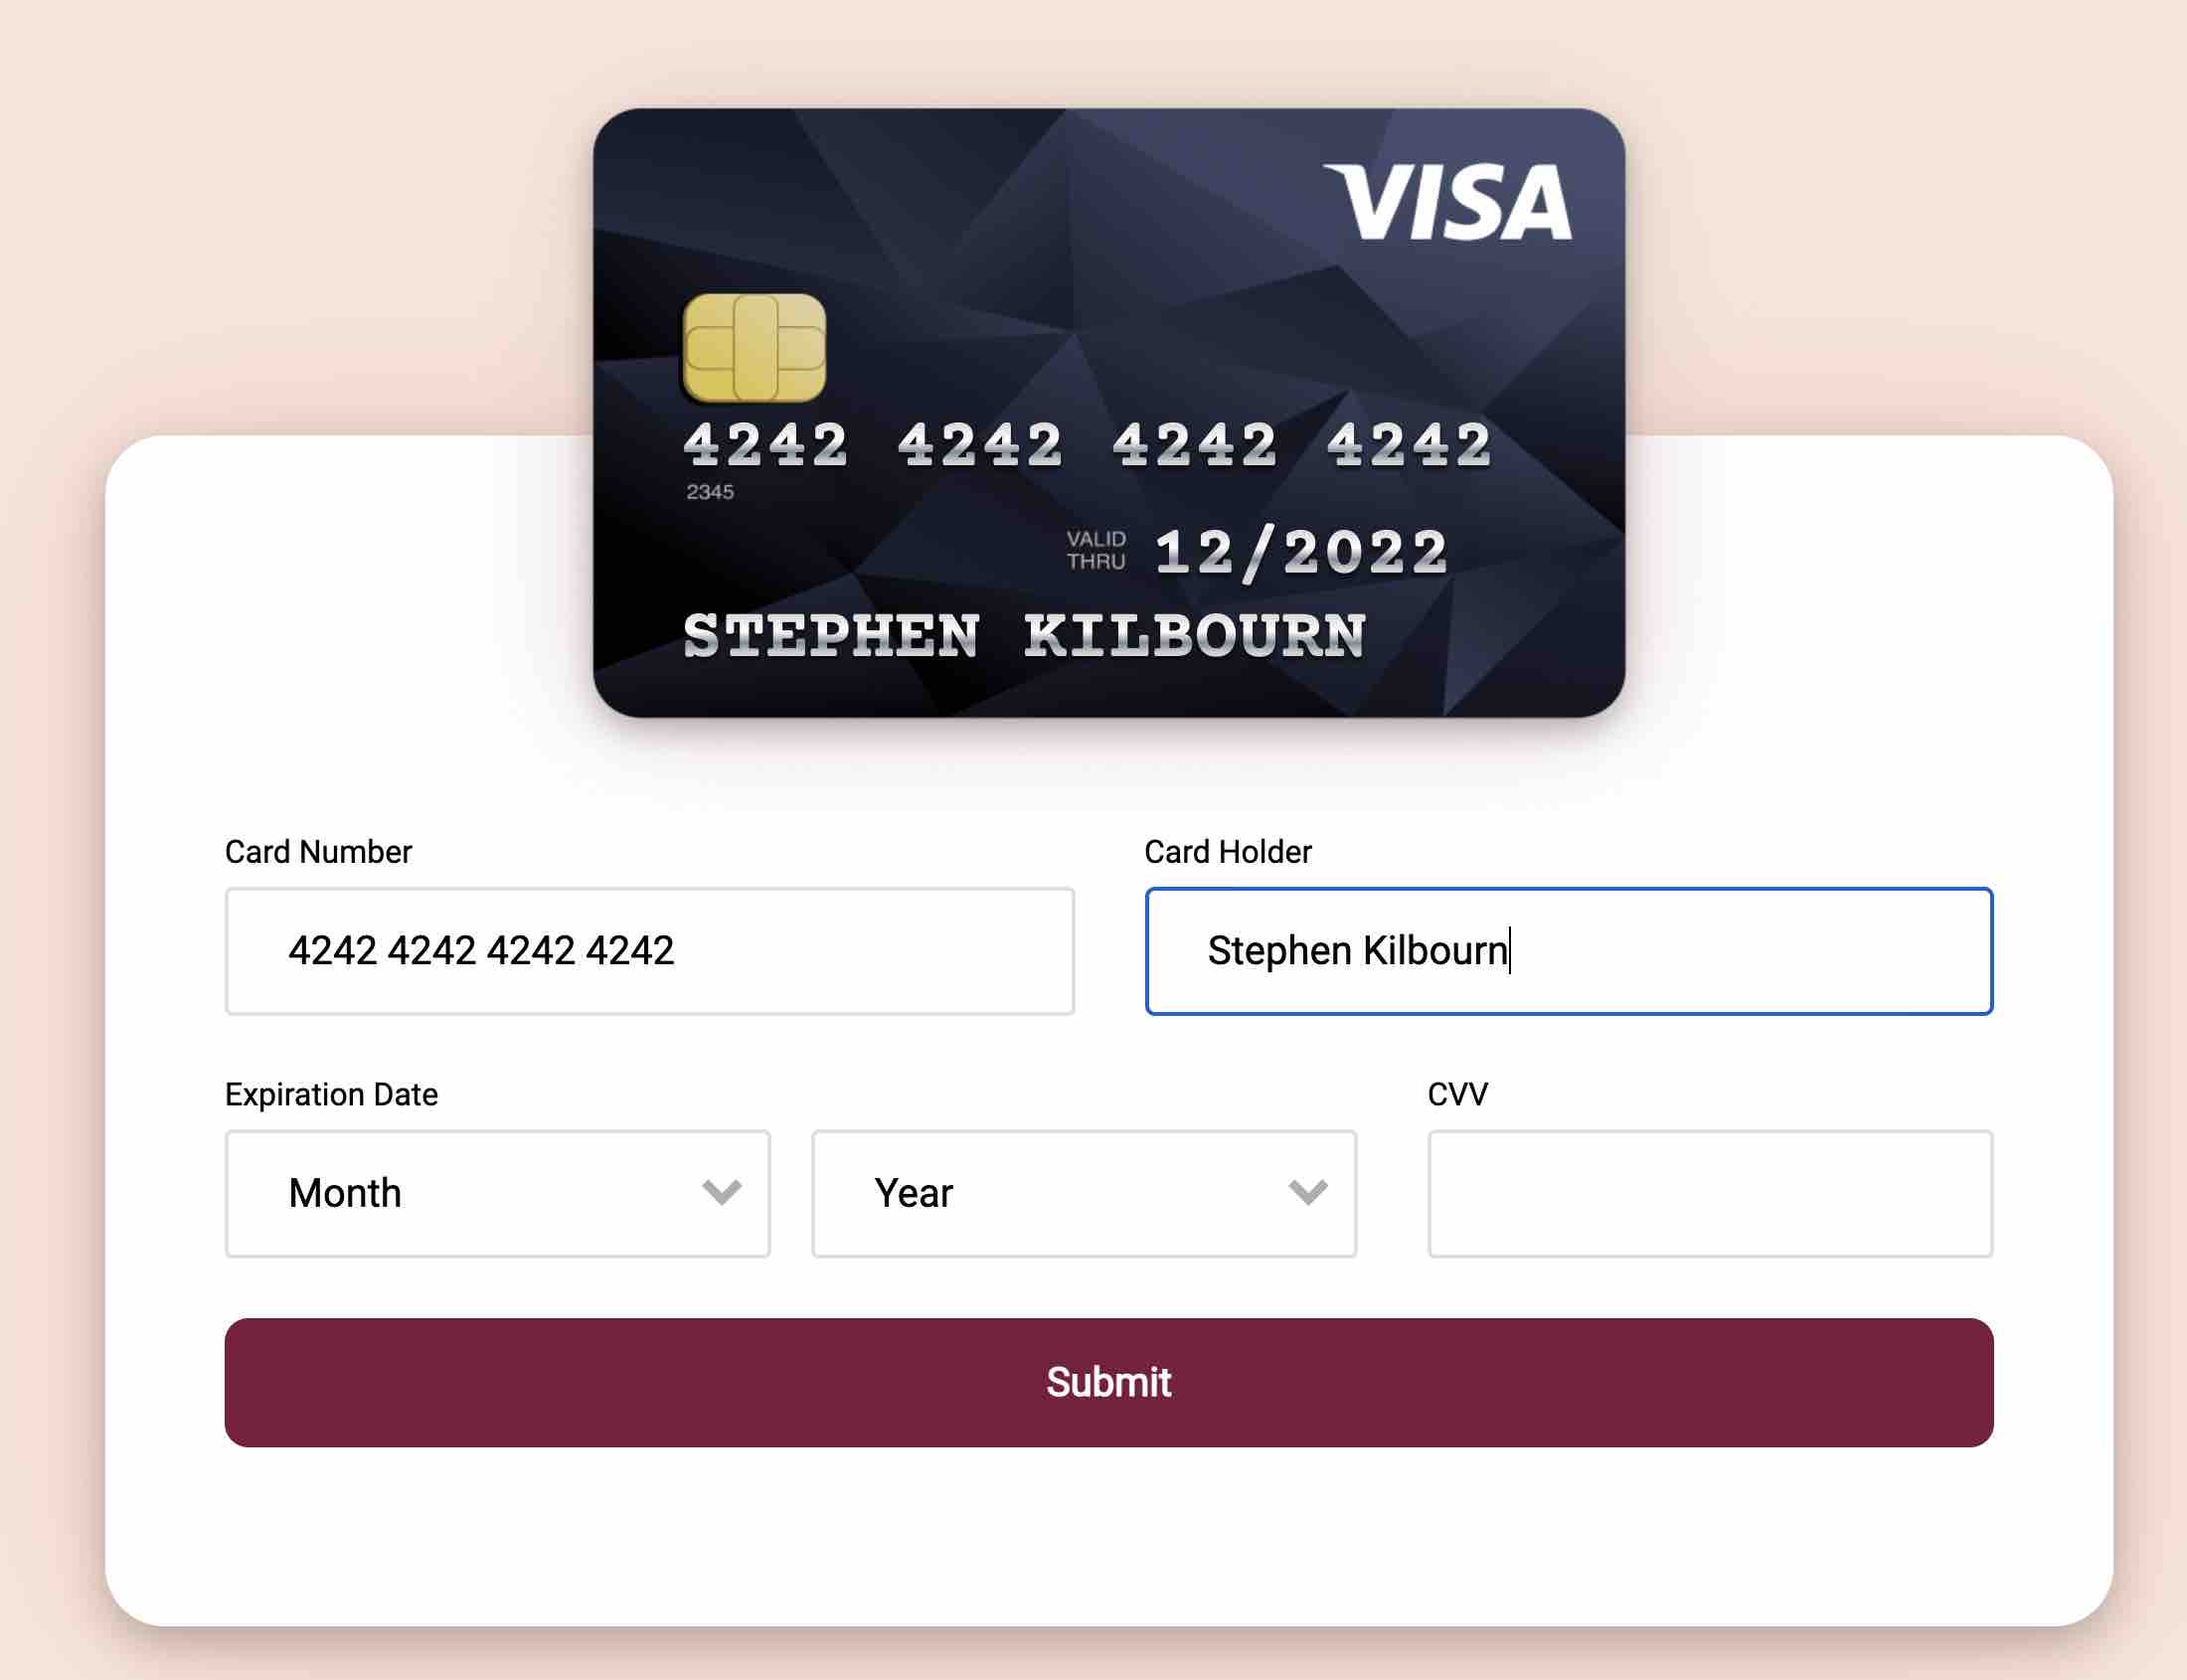 VISA
4242 4242 4242 4242
2345
VALID
THRU 12/2022
STEPHEN KILBOURN
Card Number
Card Holder
4242 4242 4242 4242
Stephen Kilbourn
Expiration Date
CVV
Month
Year
Submit